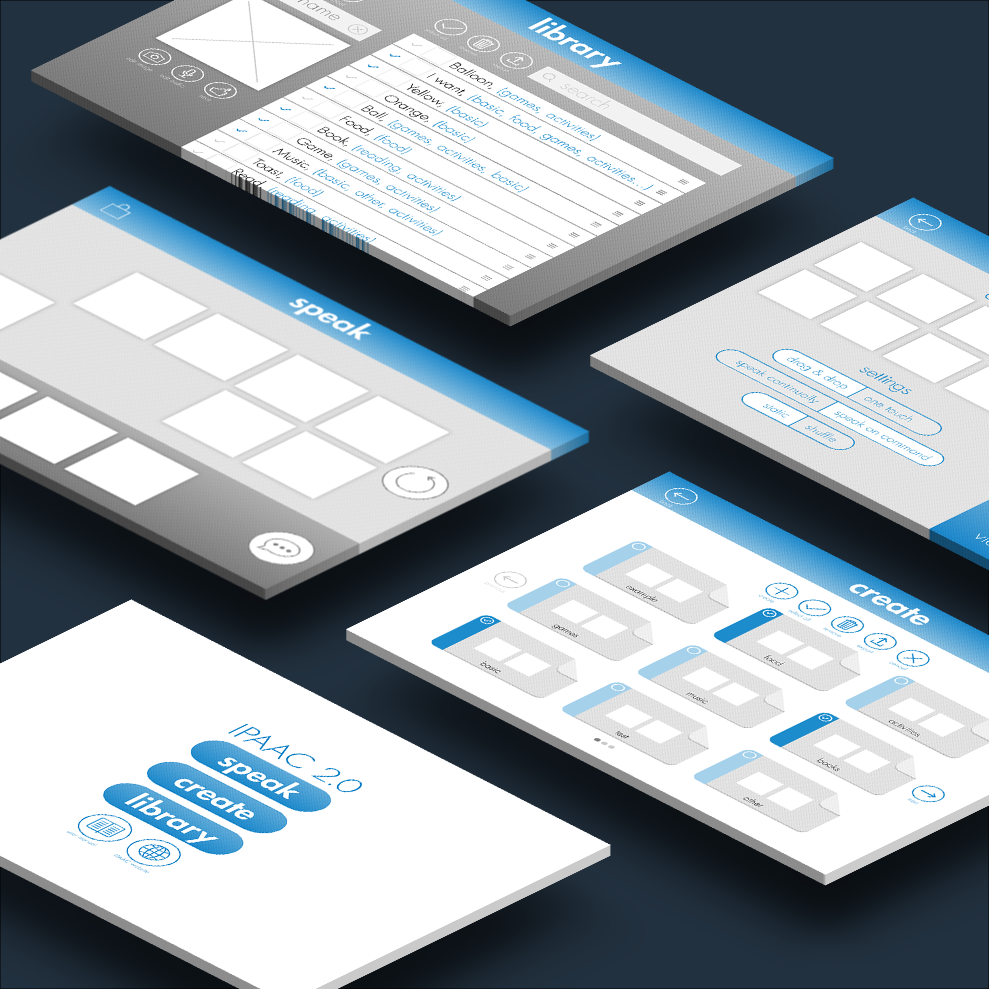 library
name
search
Balloon, {games, activities}
I want, {basic, food, games, activities...}
Yellow, {basic}
Orange, {basic}
Ball, {games, activities, basic}
Food, {food}
Book, {reading, activities}
Game, {games, activities}
Music, {basic, other, activities}
Toast, {food}
Read, {reading, activities}
speak
settings
drag & drop
one touch
speak continually
speak on command
static
shuffle
create
example
games
basic
food
music
test
activities
books
other
IPAAC 2.0
speak
create
library